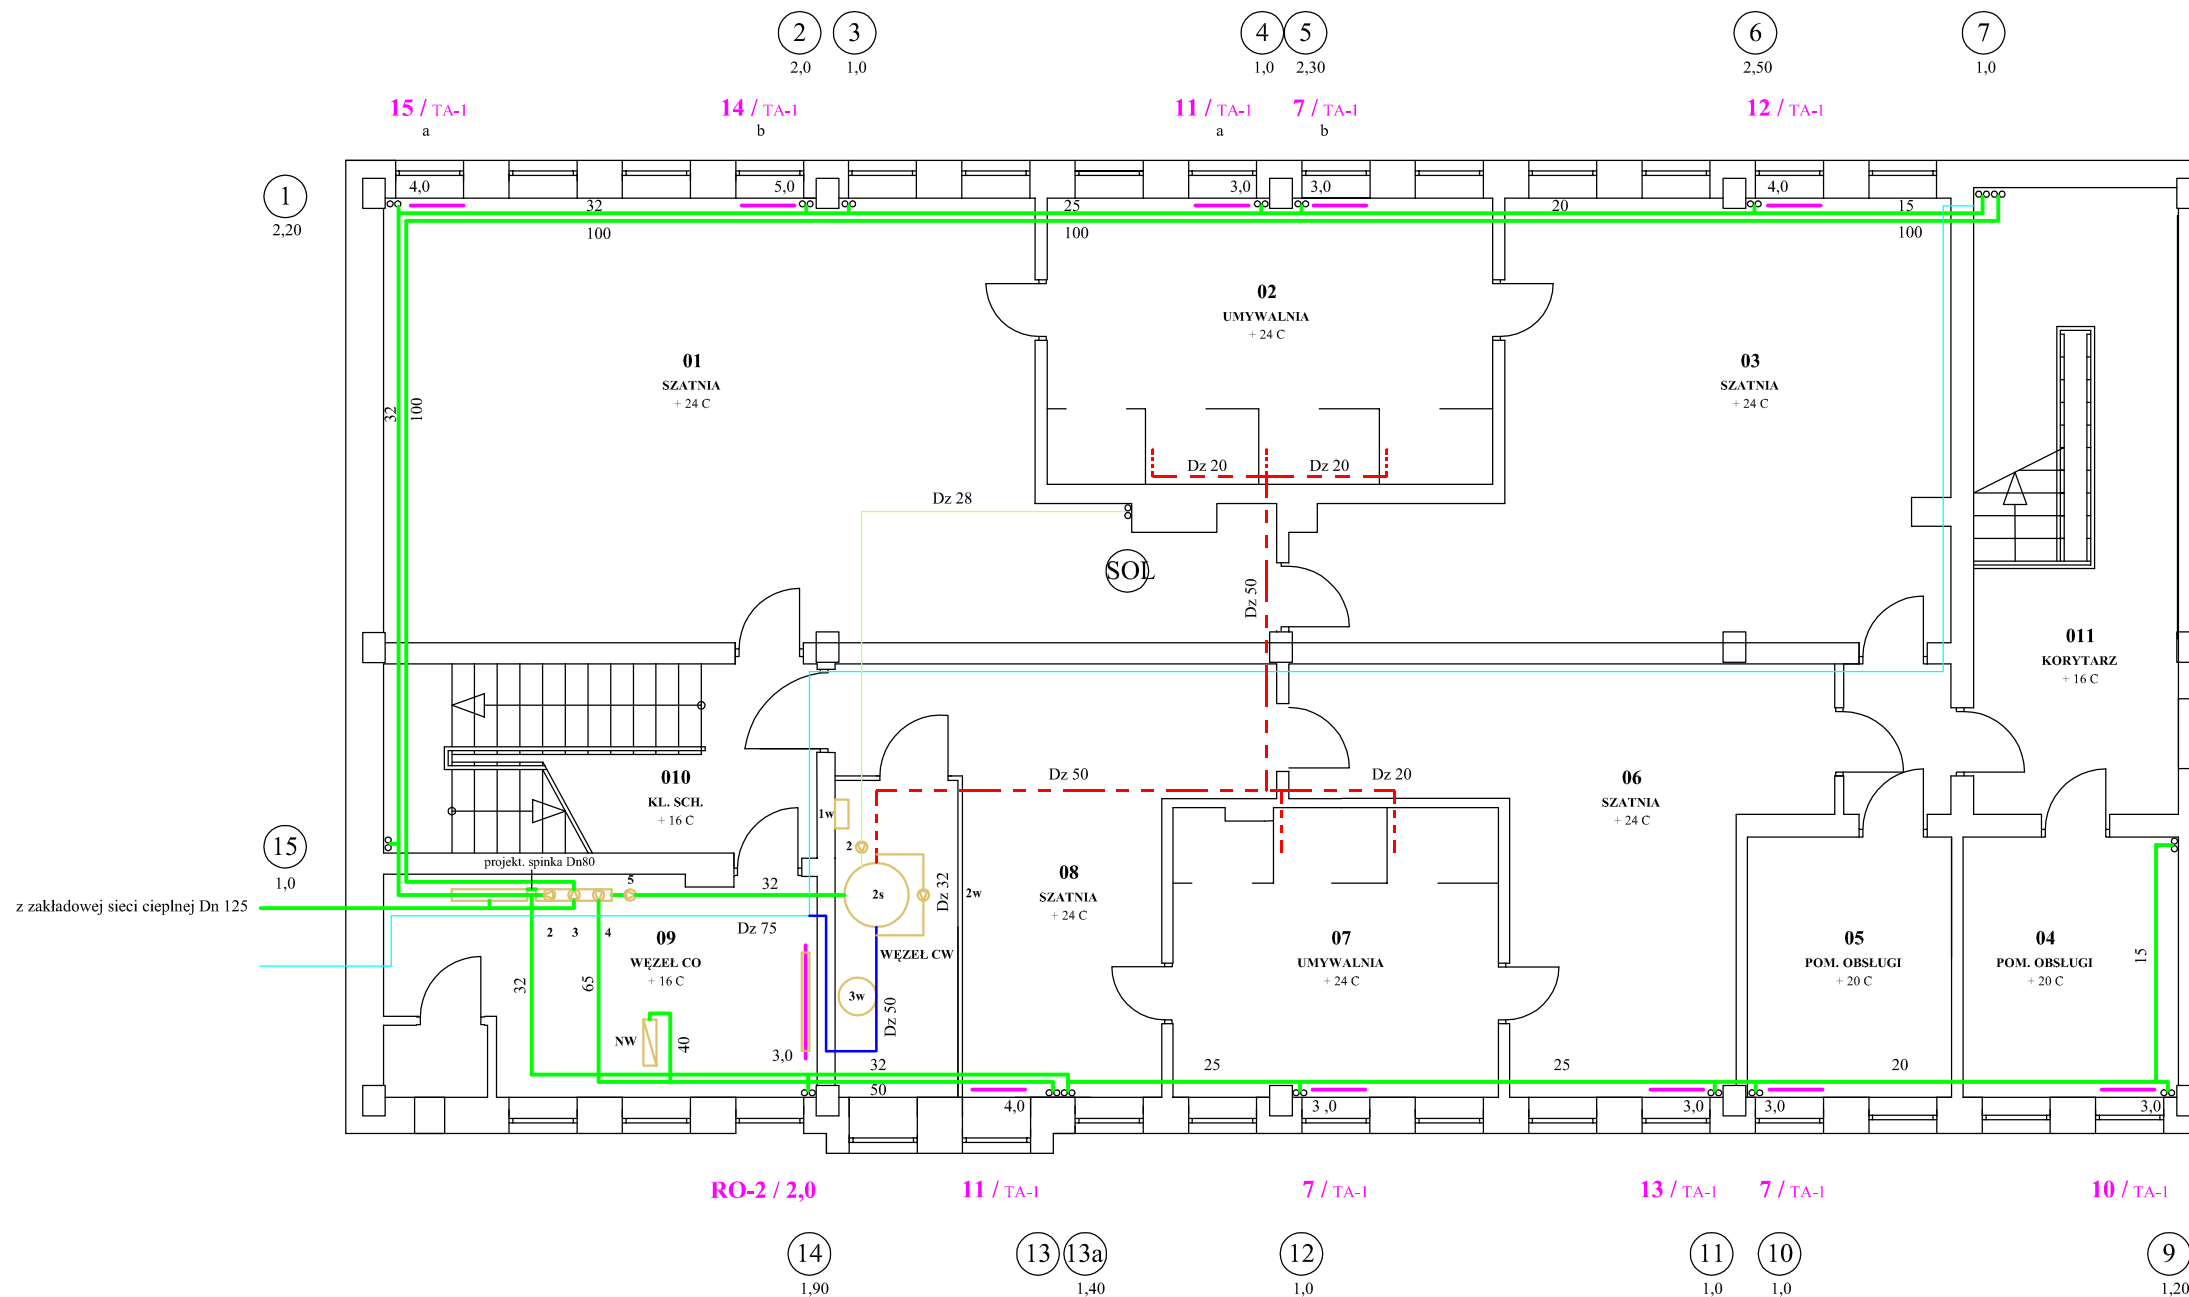 2 3 4 5 6 7
2,0 1,0 1,0 2,30 2,50 1,0
15 / TA-1 14 / TA-1 11 / TA-1 7 / TA-1 12 / TA-1
a b a b
4,0 5,0 3,0 3,0 4,0
1
2,20
32 25 20 15
100 100 100
02
UMYWALNIA
+ 24 C
01
SZATNIA
+ 24 C
03
SZATNIA
+ 24 C
32
100
Dz 20 Dz 20
Dz 28
SOL
Dz 50
011
KORYTARZ
+ 16 C
010
KL. SCH.
+ 16 C
Dz 50 Dz 20
06
SZATNIA
+ 24 C
1w
2
15
1,0
projekt. spinka Dn80
5
32
2s
Dz 32
2w
08
SZATNIA
+ 24 C
z zakładowej sieci cieplnej Dn 125
2 3 4
Dz 75
09
WĘZEŁ CO
+ 16 C
WĘZEŁ CW
07
UMYWALNIA
+ 24 C
05
POM. OBSŁUGI
+ 20 C
04
POM. OBSŁUGI
+ 20 C
15
32
65
3w
Dz 50
NW
40
3,0
32 25 25 20
50
4,0 3 ,0 3,0 3,0 3,0
RO-2 / 2,0 11 / TA-1 7 / TA-1 13 / TA-1 7 / TA-1 10 / TA-1
14 13 13a 12 11 10 9
1,90 1,40 1,0 1,0 1,0 1,20